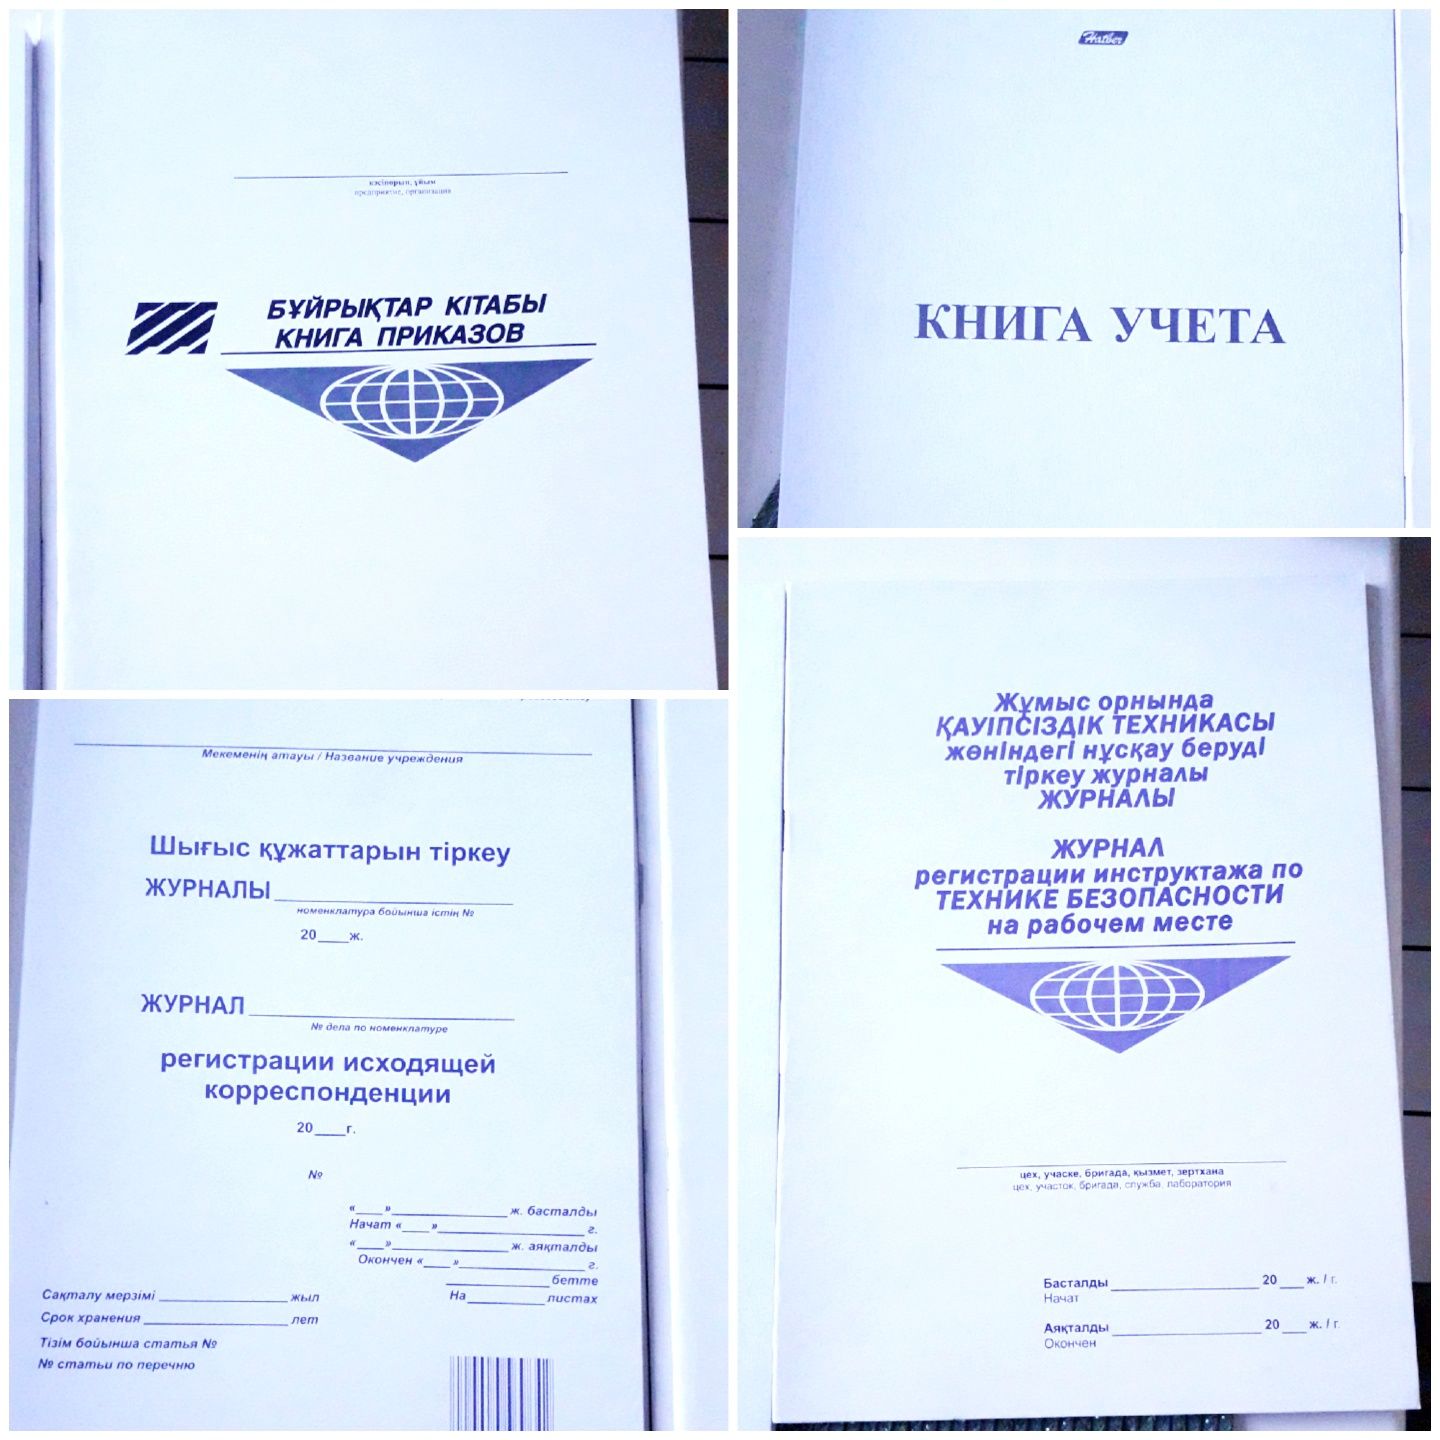 кәсіпорын, ұйым
предприятие, организация
БҰЙРЫҚТАР КІТАБЫ
КНИГА ПРИКАЗОВ
Hatber
КНИГА УЧЕТА
Мекеменің атауы / Название учреждения
Шығыс құжаттарын тіркеу
ЖУРНАЛЫ
номенклатура бойынша істің №
20 ж.
ЖУРНАЛ
№ дела по номенклатуре
регистрации исходящей
корреспонденции
20 г.
№
« » ж. басталды
Начат « » г.
« » ж. аяқталды
Окончен « » г.
бетте
На листах
Сақталу мерзімі жыл
Срок хранения лет
Тізім бойынша статья №
№ статьи по перечню
Жұмыс орнында
ҚАУІПСІЗДІК ТЕХНИКАСЫ
жөніндегі нұсқау беруді
тіркеу журналы
ЖУРНАЛЫ
ЖУРНАЛ
регистрации инструктажа по
ТЕХНИКЕ БЕЗОПАСНОСТИ
на рабочем месте
цех, учаске, бригада, қызмет, зертхана
цех, участок, бригада, служба, лаборатория
Басталды 20 ж. / г.
Начат
Аяқталды 20 ж. / г.
Окончен